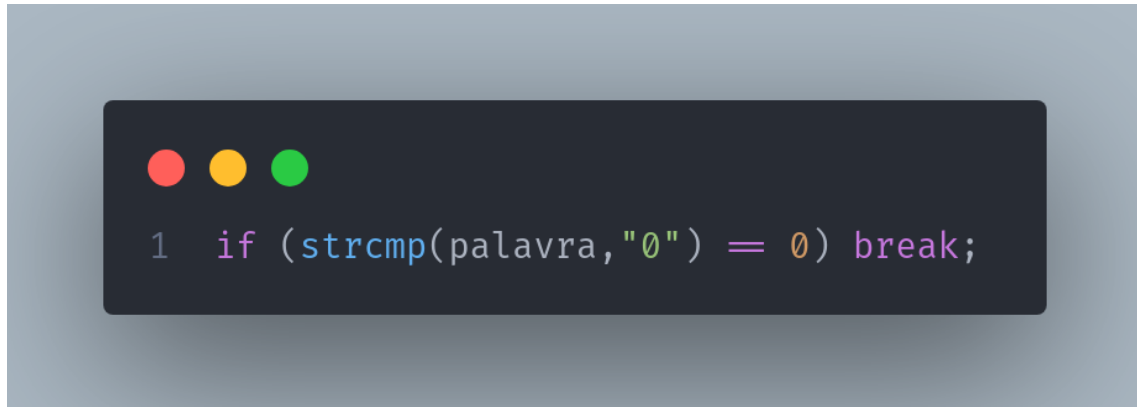 1 if (strcmp(palavra,"0") == 0) break;